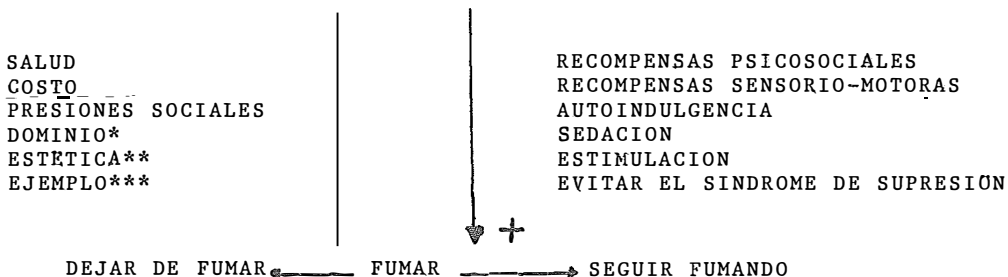 SALUD
COSTO
PRESIONES SOCIALES
DOMINIO*
ESTETICA**
EJEMPLO***
RECOMPENSAS PSICOSOCIALES
RECOMPENSAS SENSORIO-MOTORAS
AUTOINDULGENCIA
SEDACION
ESTIMULACION
EVITAR EL SINDROME DE SUPRESIÓN
+
DEJAR DE FUMAR FUMAR SEGUIR FUMANDO